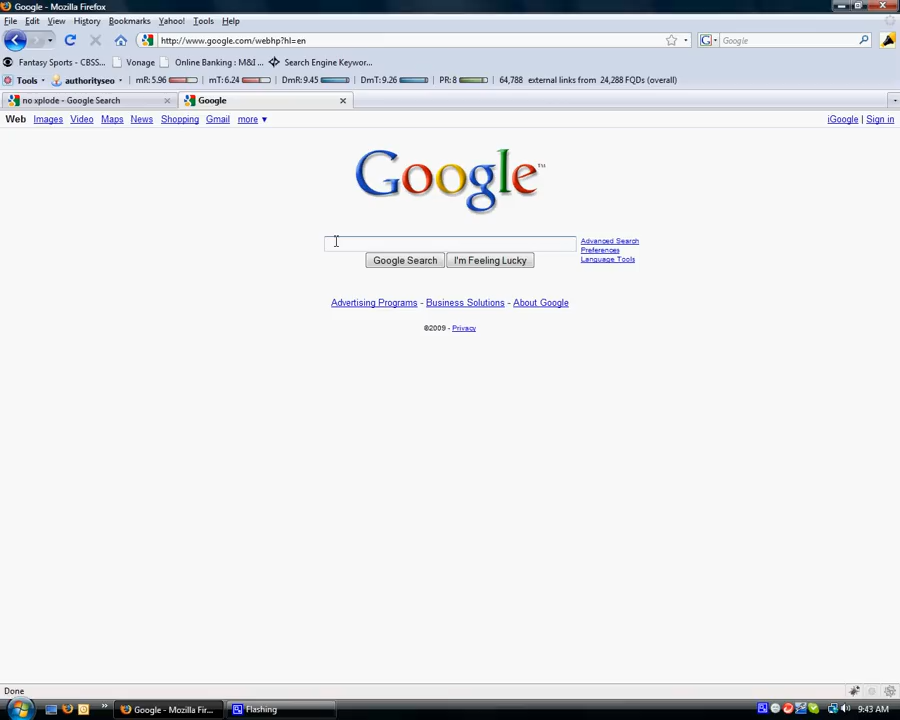 Google - Mozilla Firefox
File Edit View History Bookmarks Yahoo! Tools Help
http://www.google.com/webhp?hl=en
Google
Fantasy Sports - CBSS... Vonage Online Banking : M&I ... Search Engine Keywor...
Tools authorityseo mR: 5.96 mT: 6.24 DmR: 9.45 DmT: 9.26 PR: 8 64,788 external links from 24,288 FQDs (overall)
no xplode - Google Search Google
Web Images Video Maps News Shopping Gmail more ▼ iGoogle | Sign in
Google™
Advanced Search
Preferences
Language Tools
Google Search I'm Feeling Lucky
Advertising Programs - Business Solutions - About Google
©2009 - Privacy
Done
Google - Mozilla Fir... Flashing 9:43 AM